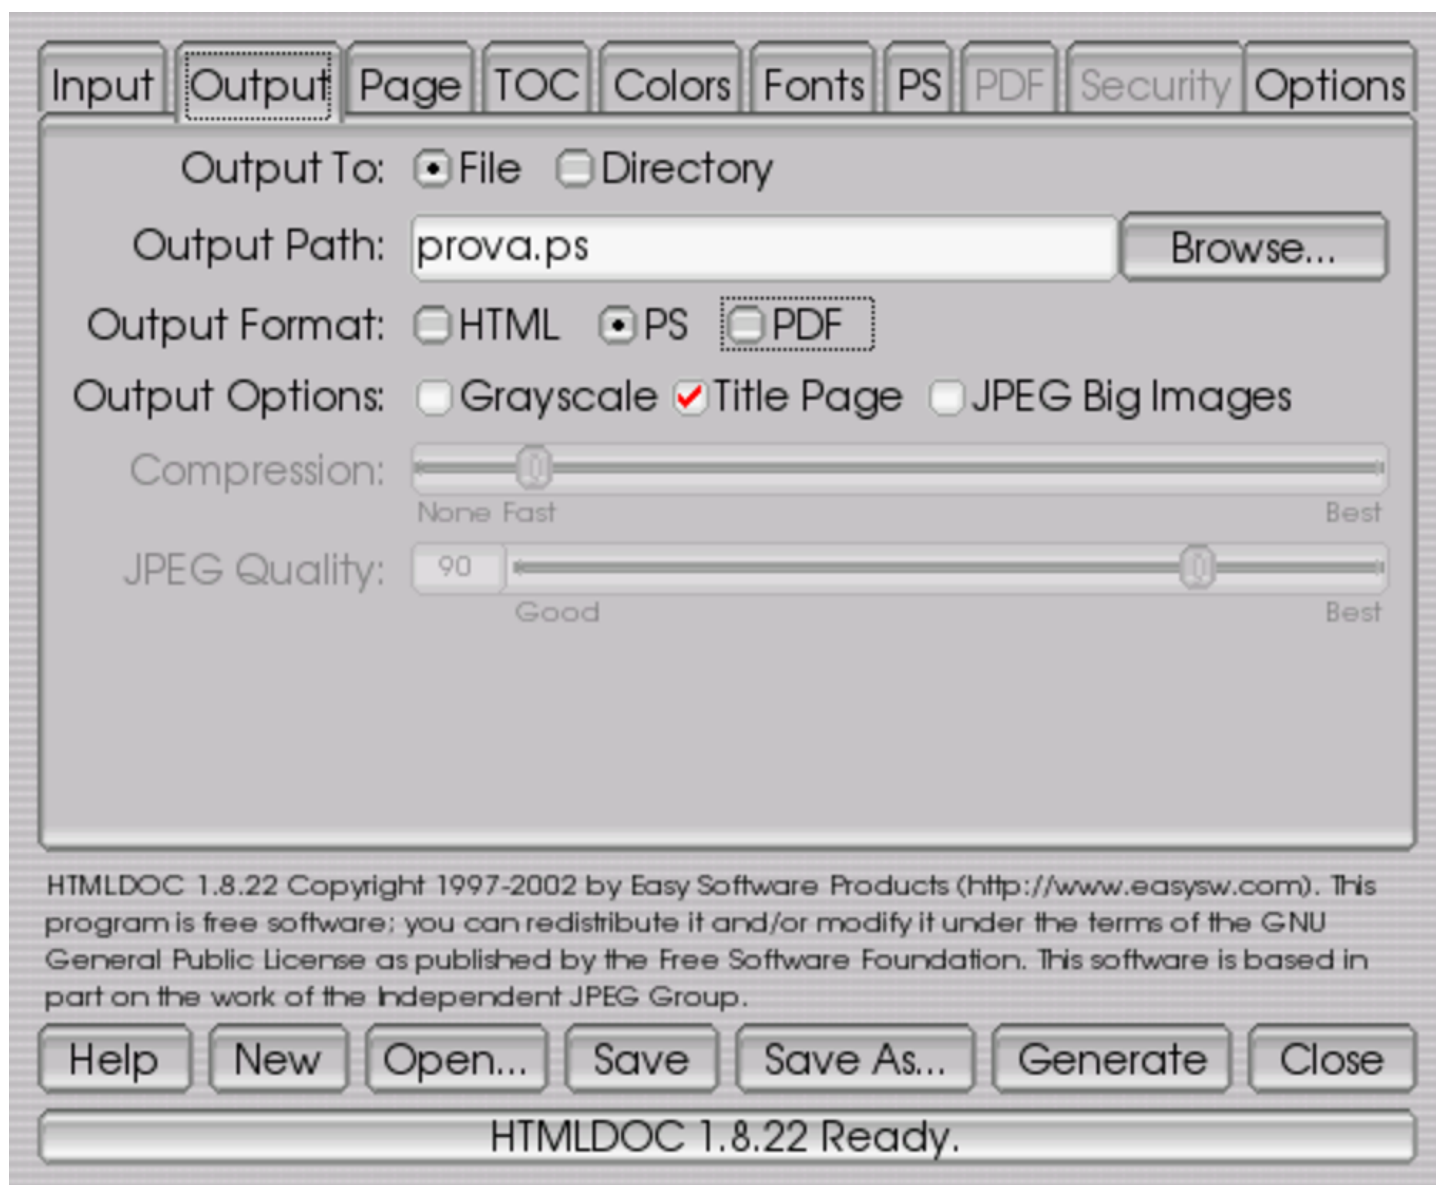 Input Output Page TOC Colors Fonts PS PDF Security Options
Output To: File Directory
Output Path: prova.ps Browse...
Output Format: HTML PS PDF
Output Options: Grayscale Title Page JPEG Big Images
Compression:
None Fast Best
JPEG Quality: 90
Good Best
HTMLDOC 1.8.22 Copyright 1997-2002 by Easy Software Products (http://www.easysw.com). This
program is free software; you can redistribute it and/or modify it under the terms of the GNU
General Public License as published by the Free Software Foundation. This software is based in
part on the work of the Independent JPEG Group.
Help New Open... Save Save As... Generate Close
HTMLDOC 1.8.22 Ready.